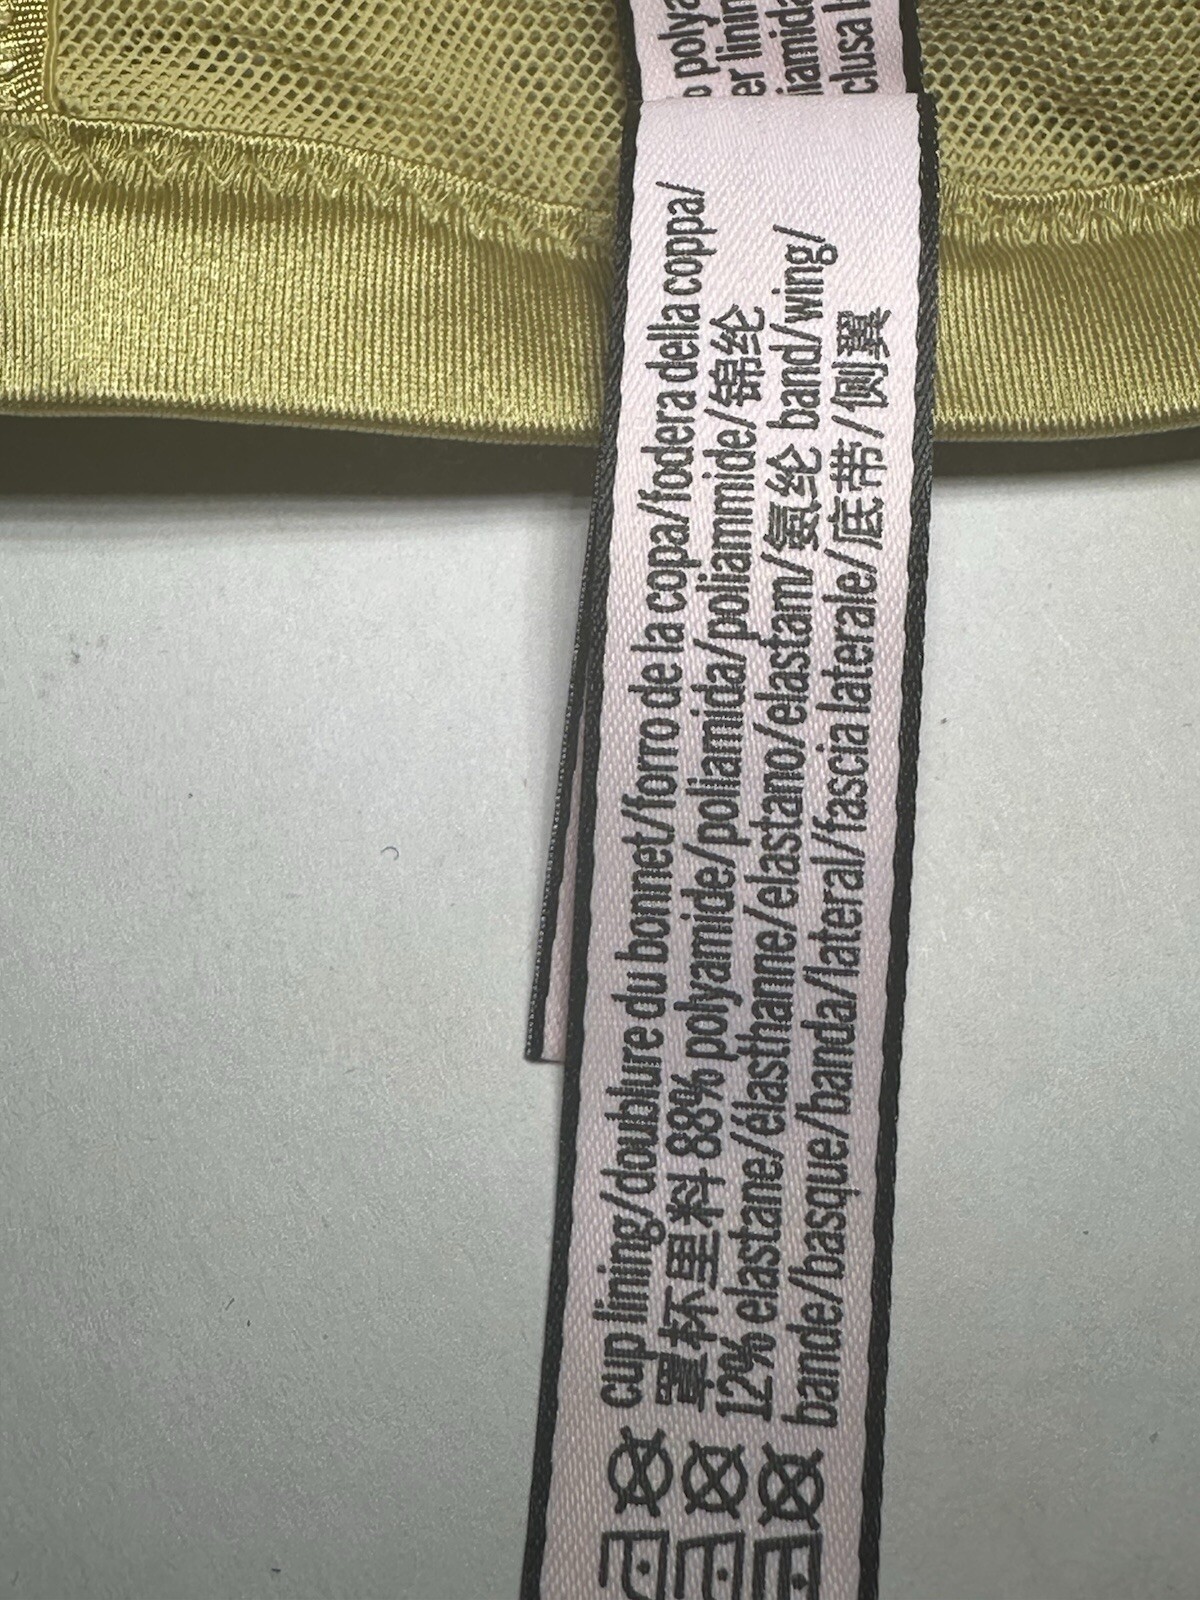 cup lining/doublure du bonnet/forro de la copa/fodera della coppa/
罩杯里料 88% polyamide/poliamida/poliammide/锦纶
12% elastane/élasthanne/elastano/elastam/氨纶 band/wing/
bande/basque/banda/lateral/fascia laterale/底带/侧翼